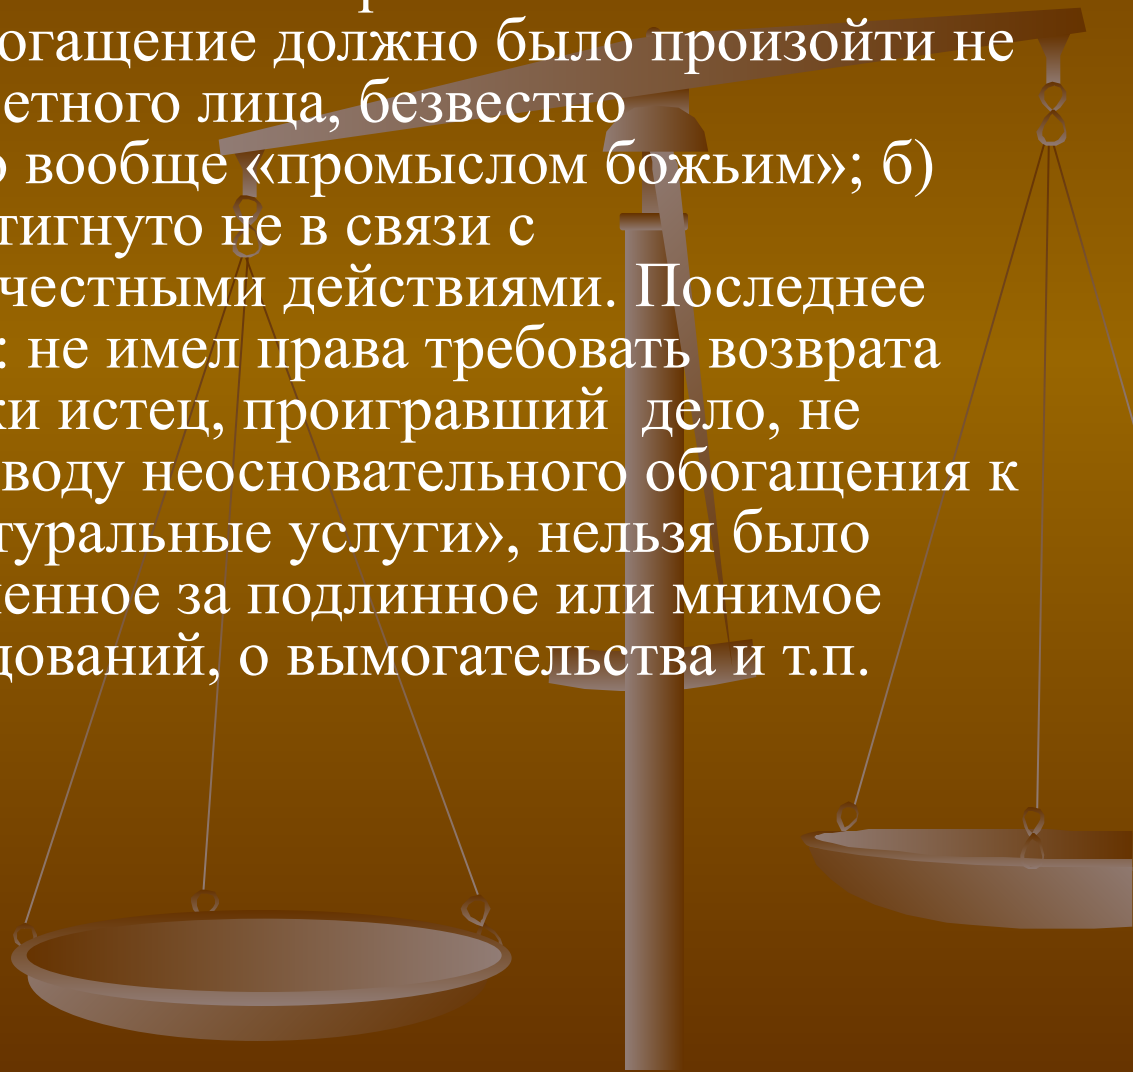 огащение должно было произойти не
етного лица, безвестно
о вообще «промыслом божьим»; б)
тигнуто не в связи с
честными действиями. Последнее
: не имел права требовать возврата
ки истец, проигравший дело, не
воду неосновательного обогащения к
туральные услуги», нельзя было
енное за подлинное или мнимое
дований, о вымогательства и т.п.